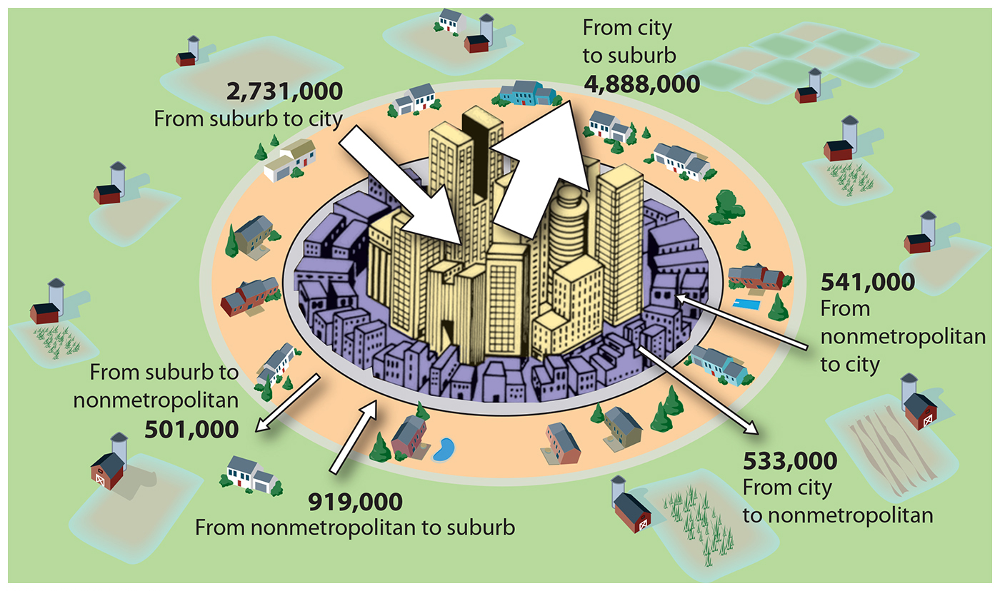 From city
to suburb
4,888,000
2,731,000
From suburb to city
541,000
From
nonmetropolitan
to city
From suburb to
nonmetropolitan
501,000
533,000
From city
to nonmetropolitan
919,000
From nonmetropolitan to suburb